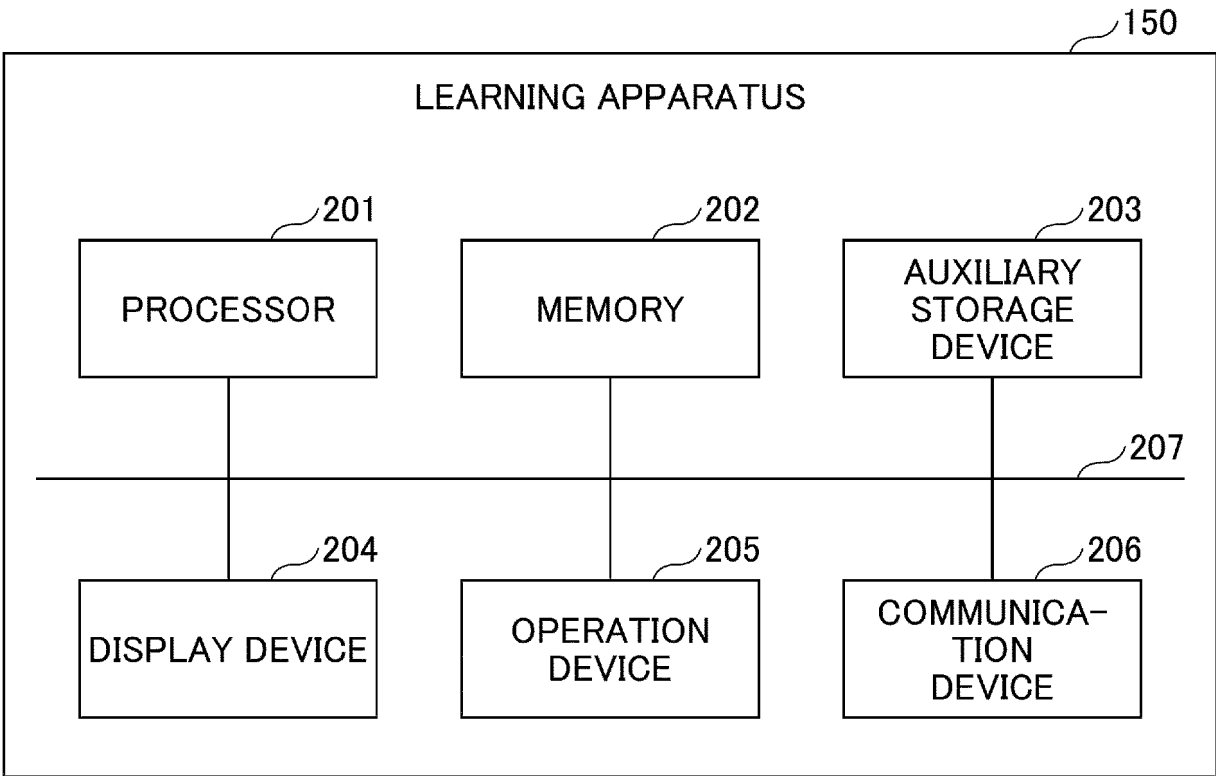 150
LEARNING APPARATUS
201
202
203
PROCESSOR
MEMORY
AUXILIARY
STORAGE
DEVICE
207
204
205
206
DISPLAY DEVICE
OPERATION
DEVICE
COMMUNICA-
TION
DEVICE